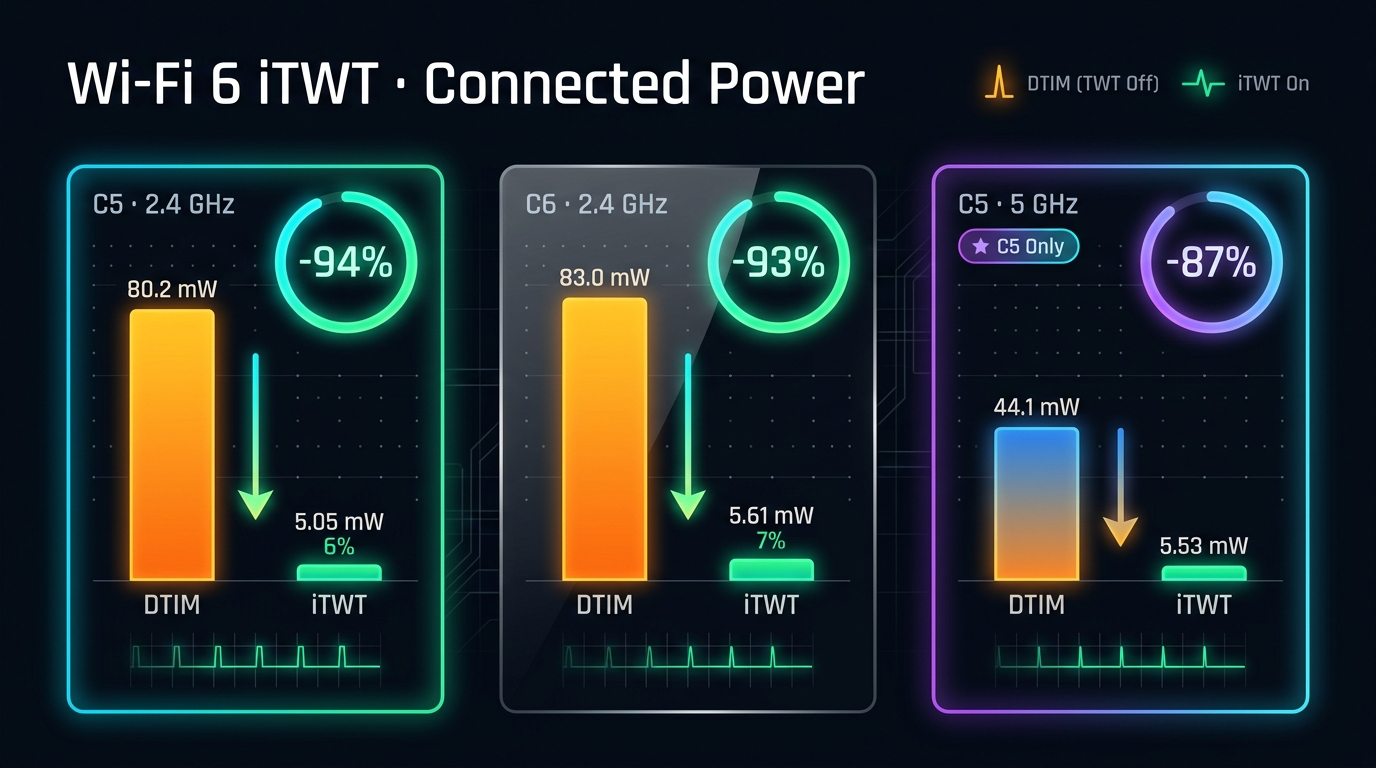 Wi-Fi 6 iTWT · Connected Power
DTIM (TWT Off)
iTWT On
C5 · 2.4 GHz
-94%
80.2 mW
5.05 mW
6%
DTIM
iTWT
C6 · 2.4 GHz
-93%
83.0 mW
5.61 mW
7%
DTIM
iTWT
C5 · 5 GHz
C5 Only
-87%
44.1 mW
5.53 mW
DTIM
iTWT